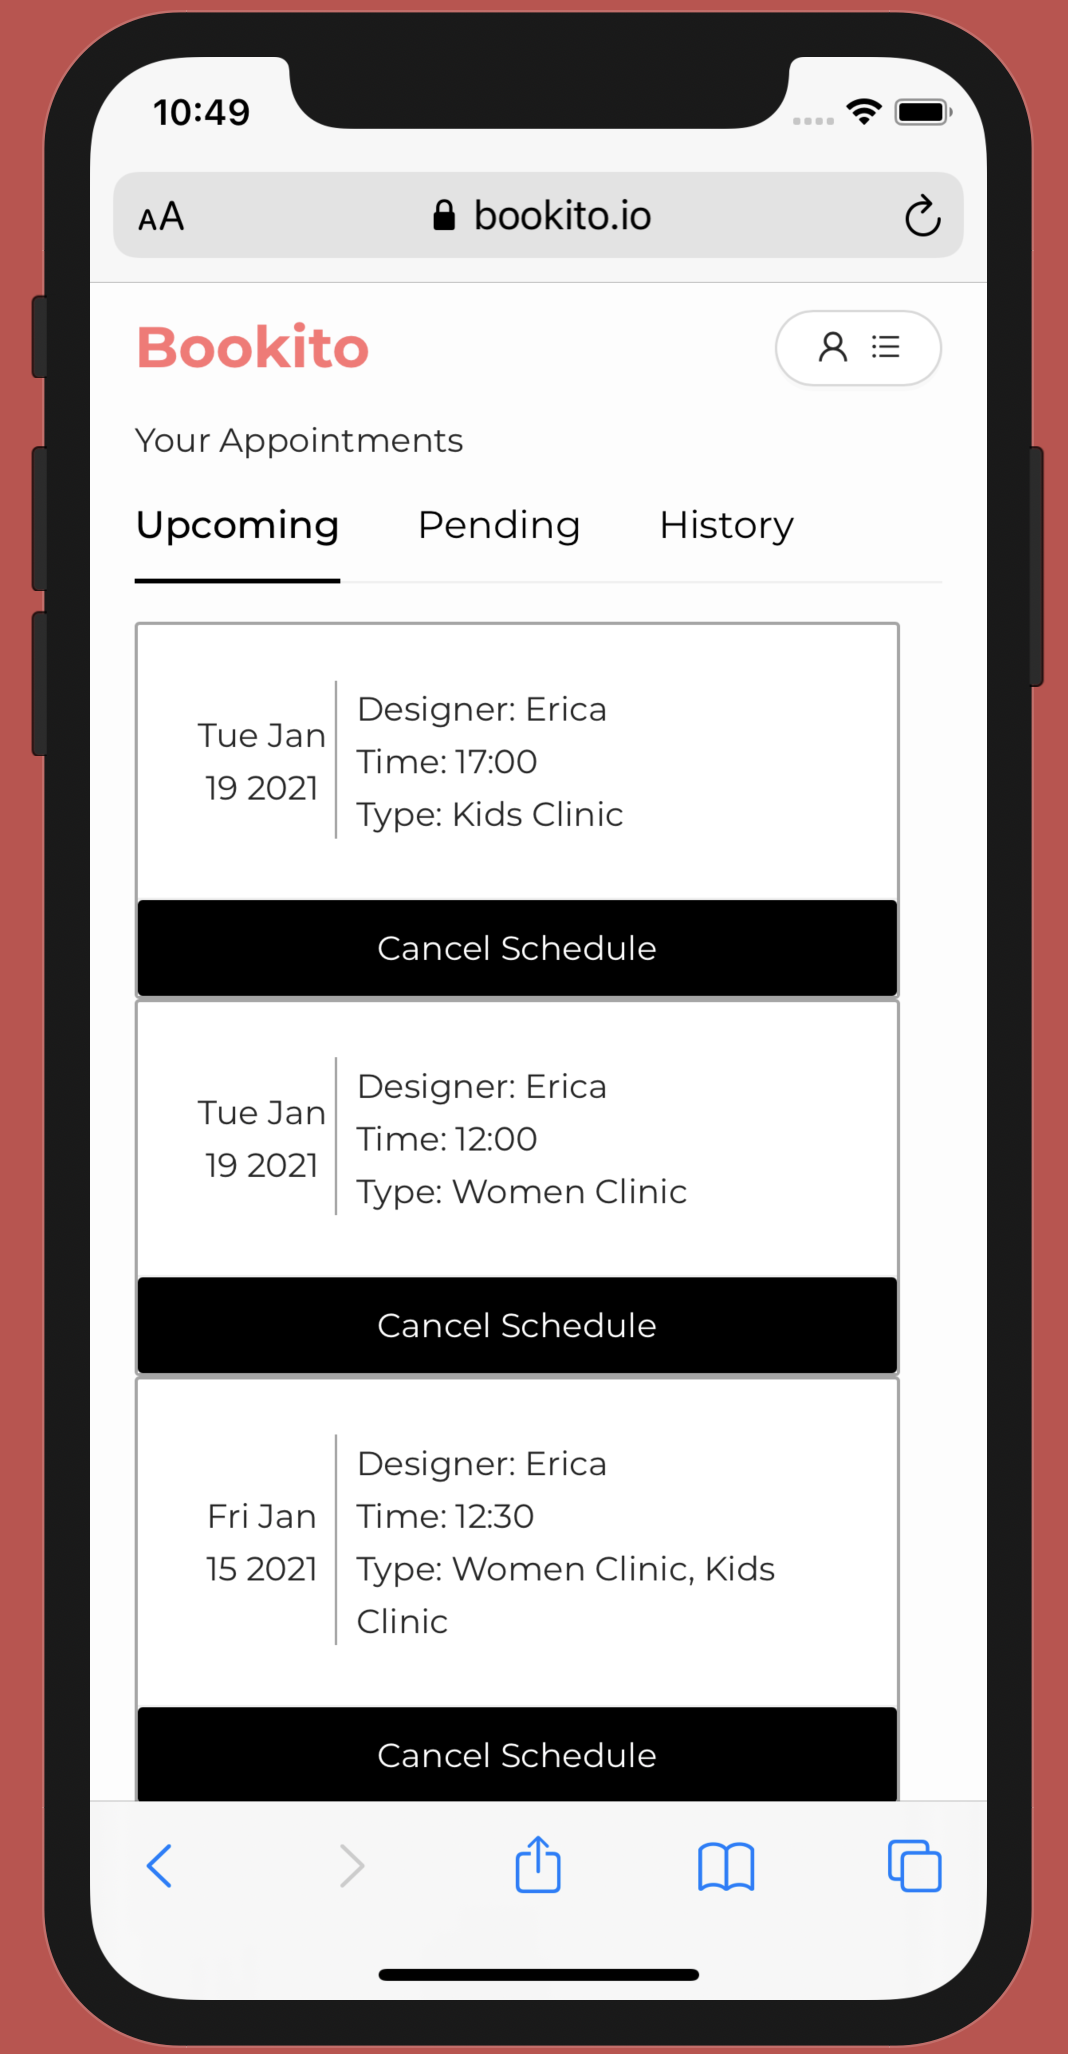 10:49
AA bookito.io
Bookito
Your Appointments
Upcoming Pending History
Tue Jan
19 2021
Designer: Erica
Time: 17:00
Type: Kids Clinic
Cancel Schedule
Tue Jan
19 2021
Designer: Erica
Time: 12:00
Type: Women Clinic
Cancel Schedule
Fri Jan
15 2021
Designer: Erica
Time: 12:30
Type: Women Clinic, Kids
Clinic
Cancel Schedule